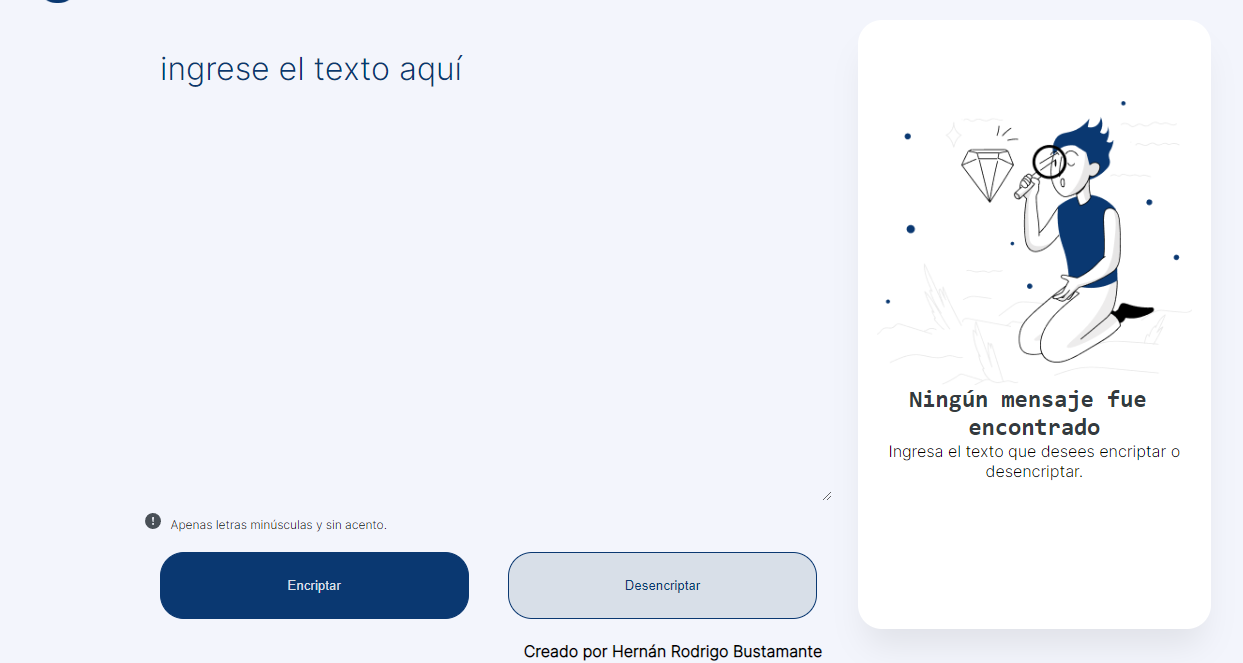 ingrese el texto aquí
Ningún mensaje fue
encontrado
Ingresa el texto que desees encriptar o
desencriptar.
Apenas letras minúsculas y sin acento.
Encriptar
Desencriptar
Creado por Hernán Rodrigo Bustamante